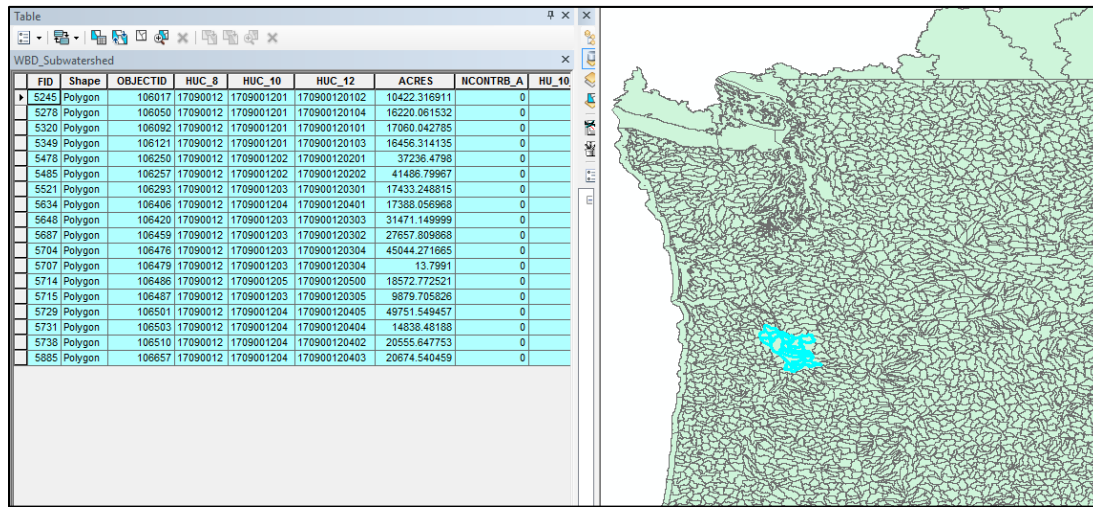 Table
WBD_Subwatershed
FID Shape OBJECTID HUC_8 HUC_10 HUC_12 ACRES NCONTRB_A HU_10
5245 Polygon 106017 17090012 1709001201 170900120102 10422.316911 0
5278 Polygon 106050 17090012 1709001201 170900120104 16220.061532 0
5320 Polygon 106092 17090012 1709001201 170900120101 17060.042785 0
5349 Polygon 106121 17090012 1709001201 170900120103 16456.314135 0
5478 Polygon 106250 17090012 1709001202 170900120201 37236.4798 0
5485 Polygon 106257 17090012 1709001202 170900120202 41486.79967 0
5521 Polygon 106293 17090012 1709001203 170900120301 17433.248815 0
5634 Polygon 106406 17090012 1709001204 170900120401 17388.056968 0
5648 Polygon 106420 17090012 1709001203 170900120303 31471.149999 0
5687 Polygon 106459 17090012 1709001203 170900120302 27657.809868 0
5704 Polygon 106476 17090012 1709001203 170900120304 45044.271665 0
5707 Polygon 106479 17090012 1709001203 170900120304 13.7991 0
5714 Polygon 106486 17090012 1709001205 170900120500 18572.772521 0
5715 Polygon 106487 17090012 1709001203 170900120305 9879.705826 0
5729 Polygon 106501 17090012 1709001204 170900120405 49751.549457 0
5731 Polygon 106503 17090012 1709001204 170900120404 14838.48188 0
5738 Polygon 106510 17090012 1709001204 170900120402 20555.647753 0
5885 Polygon 106657 17090012 1709001204 170900120403 20674.540459 0